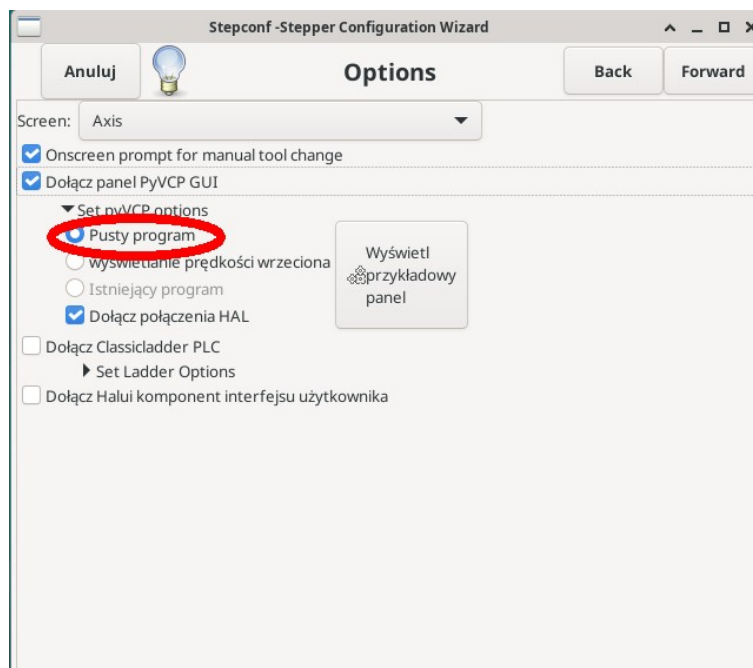 Stepconf -Stepper Configuration Wizard
Anuluj
Options
Back
Forward
Screen: Axis
Onscreen prompt for manual tool change
Dołącz panel PyVCP GUI
Set pyVCP options
Pusty program
wyświetlanie prędkości wrzeciona
Istniejący program
Dołącz połączenia HAL
Wyświetl
przykładowy
panel
Dołącz Classicladder PLC
Set Ladder Options
Dołącz Halui komponent interfejsu użytkownika